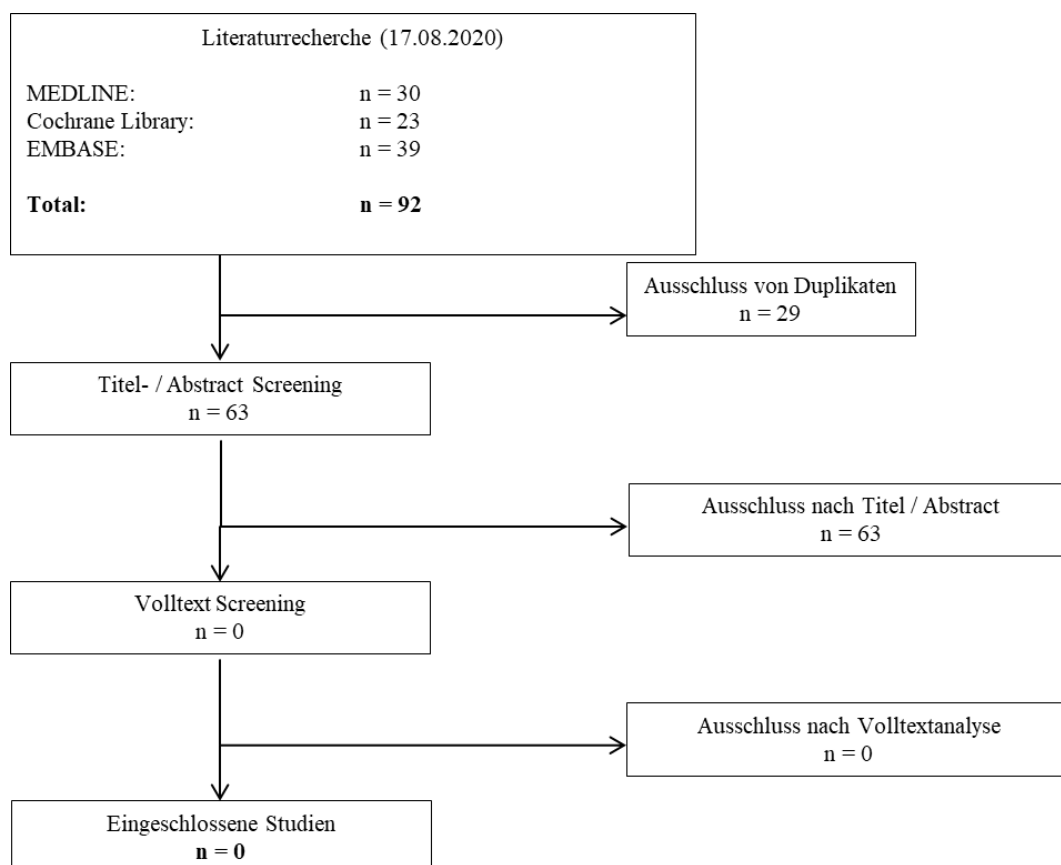 Literaturrecherche (17.08.2020)
MEDLINE: n = 30
Cochrane Library: n = 23
EMBASE: n = 39
Total: n = 92
Ausschluss von Duplikaten
n = 29
Titel- / Abstract Screening
n = 63
Ausschluss nach Titel / Abstract
n = 63
Volltext Screening
n = 0
Ausschluss nach Volltextanalyse
n = 0
Eingeschlossene Studien
n = 0